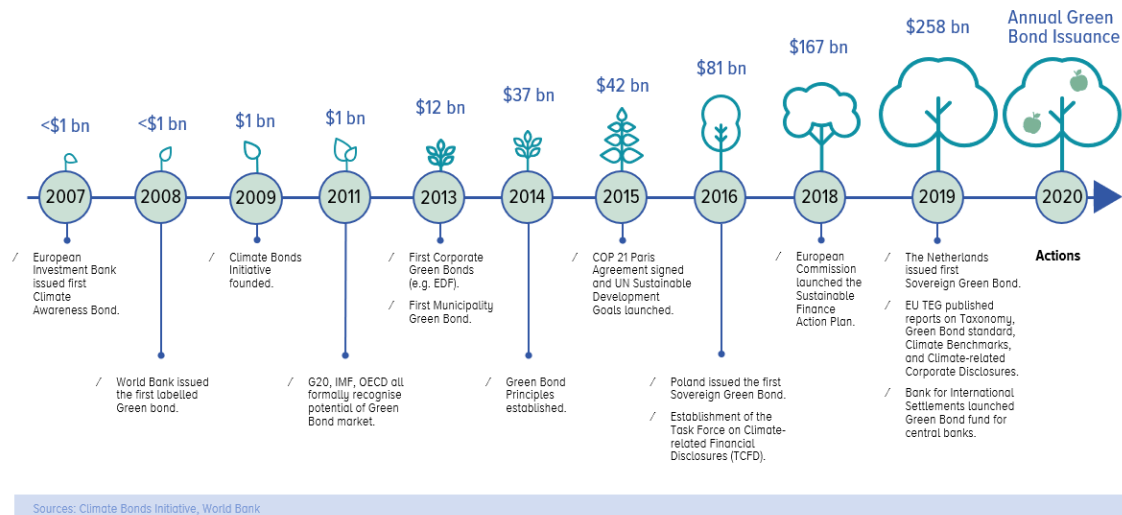 Annual Green
Bond Issuance
$258 bn
$167 bn
$81 bn
$42 bn
$37 bn
$12 bn
$1 bn
$1 bn
<$1 bn
<$1 bn
2007
2008
2009
2011
2013
2014
2015
2016
2018
2019
2020
/ European
Investment Bank
issued first
Climate
Awareness Bond.
/ World Bank issued
the first labelled
Green bond.
/ Climate Bonds
Initiative
founded.
/ G20, IMF, OECD all
formally recognise
potential of Green
Bond market.
/ First Corporate
Green Bonds
(e.g. EDF).
/ First Municipality
Green Bond.
/ Green Bond
Principles
established.
/ COP 21 Paris
Agreement signed
and UN Sustainable
Development
Goals launched.
/ Poland issued the first
Sovereign Green Bond.
/ Establishment of the
Task Force on Climate-
related Financial
Disclosures (TCFD).
/ European
Commission
launched the
Sustainable
Finance
Action Plan.
/ The Netherlands
issued first
Sovereign Green Bond.
/ EU TEG published
reports on Taxonomy,
Green Bond standard,
Climate Benchmarks,
and Climate-related
Corporate Disclosures.
/ Bank for International
Settlements launched
Green Bond fund for
central banks.
Actions
Sources: Climate Bonds Initiative, World Bank